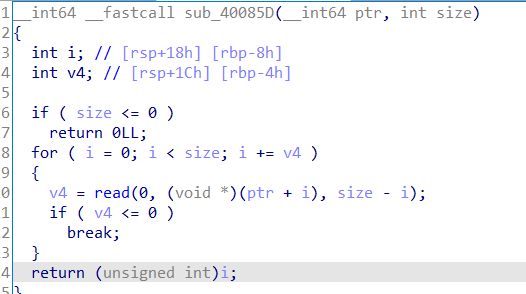 1 __int64 __fastcall sub_40085D(__int64 ptr, int size)
2 {
3 int i; // [rsp+18h] [rbp-8h]
4 int v4; // [rsp+1Ch] [rbp-4h]
5
6 if ( size <= 0 )
7 return 0LL;
8 for ( i = 0; i < size; i += v4 )
9 {
0 v4 = read(0, (void *)(ptr + i), size - i);
1 if ( v4 <= 0 )
2 break;
3 }
4 return (unsigned int)i;
5 }